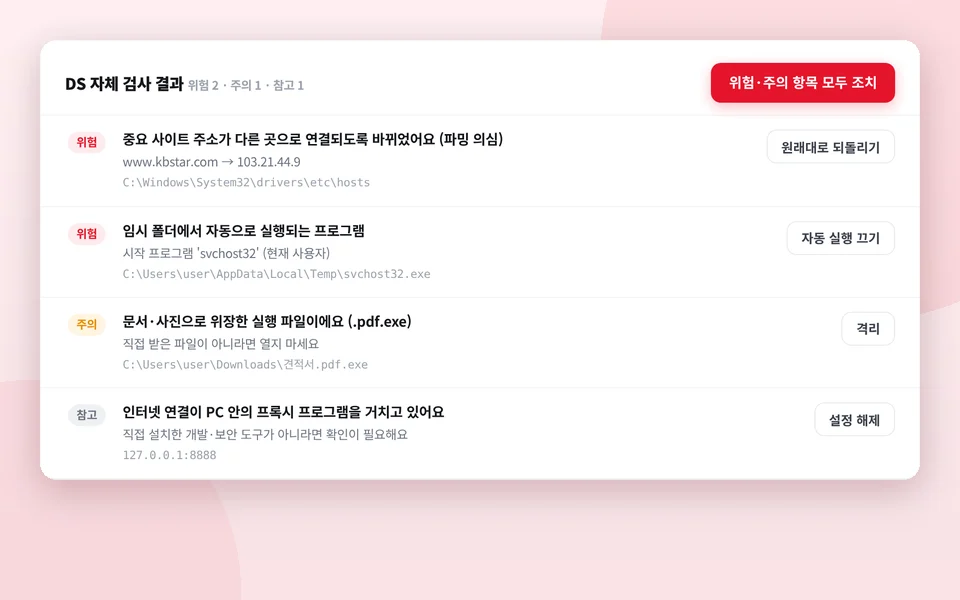 DS 자체 검사 결과 위험 2 · 주의 1 · 참고 1
위험·주의 항목 모두 조치
위험
중요 사이트 주소가 다른 곳으로 연결되도록 바뀌었어요 (파밍 의심)
www.kbstar.com → 103.21.44.9
C:\Windows\System32\drivers\etc\hosts
원래대로 되돌리기
위험
임시 폴더에서 자동으로 실행되는 프로그램
시작 프로그램 'svchost32' (현재 사용자)
C:\Users\user\AppData\Local\Temp\svchost32.exe
자동 실행 끄기
주의
문서·사진으로 위장한 실행 파일이에요 (.pdf.exe)
직접 받은 파일이 아니라면 열지 마세요
C:\Users\user\Downloads\견적서.pdf.exe
격리
참고
인터넷 연결이 PC 안의 프록시 프로그램을 거치고 있어요
직접 설치한 개발·보안 도구가 아니라면 확인이 필요해요
127.0.0.1:8888
설정 해제